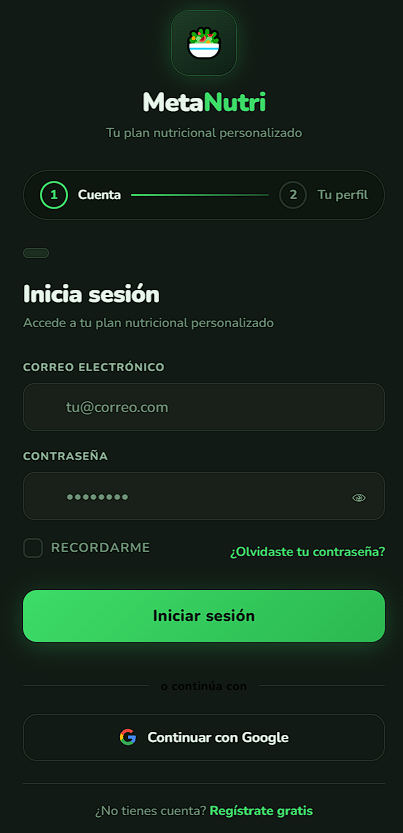 MetaNutri
Tu plan nutricional personalizado
1 Cuenta 2 Tu perfil
Inicia sesión
Accede a tu plan nutricional personalizado
CORREO ELECTRÓNICO
tu@correo.com
CONTRASEÑA
••••••••
RECORDARME ¿Olvidaste tu contraseña?
Iniciar sesión
o continúa con
Continuar con Google
¿No tienes cuenta? Regístrate gratis